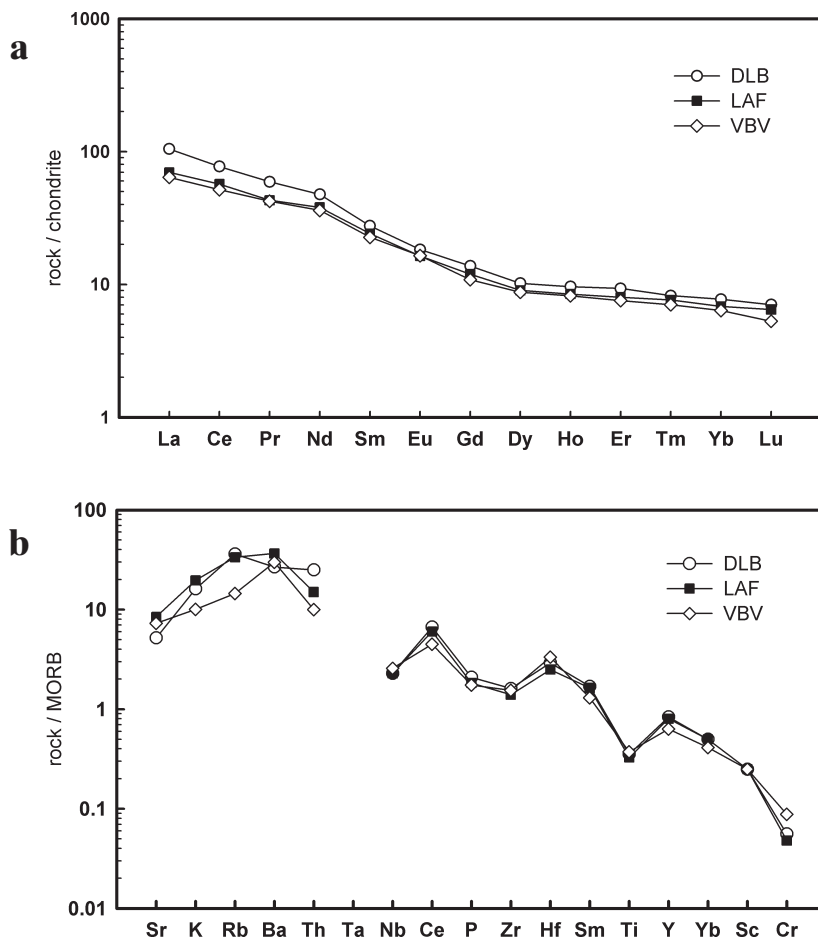 a
1000
100
10
1
rock / chondrite
DLB
LAF
VBV
La Ce Pr Nd Sm Eu Gd Dy Ho Er Tm Yb Lu
b
100
10
1
0.1
0.01
rock / MORB
DLB
LAF
VBV
Sr K Rb Ba Th Ta Nb Ce P Zr Hf Sm Ti Y Yb Sc Cr